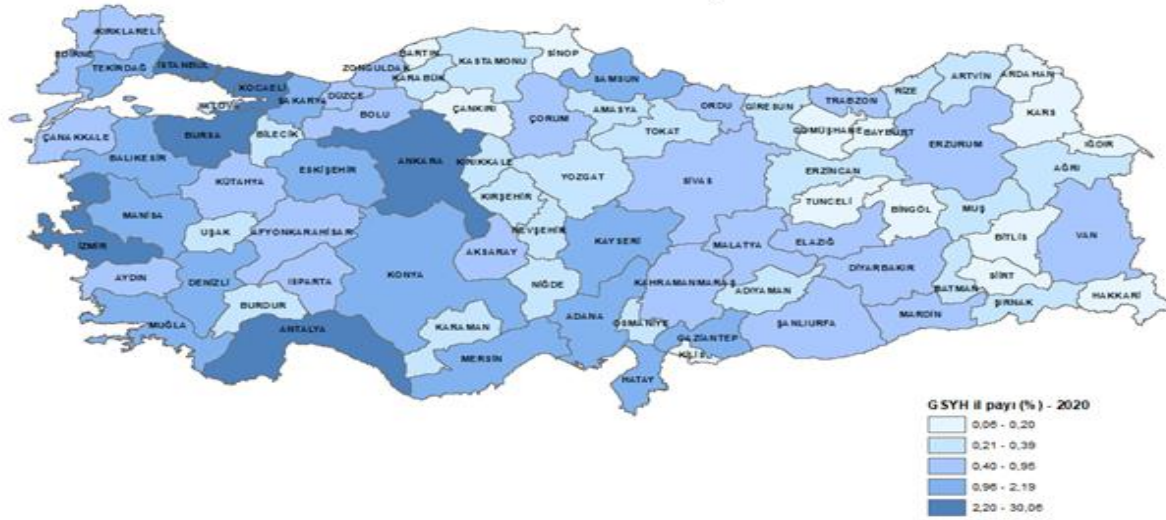 KIRKLARELİ
EDİRNE
TEKİRDAĞ
İSTANBUL
KOCAELİ
YALOVA
SAKARYA
DÜZCE
ZONGULDAK
BARTIN
KARABÜK
KASTAMONU
SİNOP
SAMSUN
ÇANKIRI
BOLU
ÇORUM
AMASYA
TOKAT
ORDU
GİRESUN
TRABZON
RİZE
ARTVİN
ARDAHAN
KARS
GÜMÜŞHANE
BAYBURT
ERZURUM
IĞDIR
AĞRI
ÇANAKKALE
BALIKESİR
BURSA
BİLECİK
ESKİŞEHİR
ANKARA
KIRIKKALE
YOZGAT
SİVAS
ERZİNCAN
TUNCELİ
BİNGÖL
MUŞ
BİTLİS
VAN
KÜTAHYA
MANİSA
UŞAK
AFYONKARAHİSAR
KIRŞEHİR
NEVŞEHİR
KAYSERİ
MALATYA
ELAZIĞ
DİYARBAKIR
İZMİR
AYDIN
DENİZLİ
ISPARTA
KONYA
AKSARAY
NİĞDE
KAHRAMANMARAŞ
ADIYAMAN
BATMAN
SİİRT
ŞIRNAK
HAKKARİ
BURDUR
MUĞLA
ANTALYA
KARAMAN
MERSİN
ADANA
OSMANİYE
GAZİANTEP
KİLİS
HATAY
ŞANLIURFA
MARDİN
GSYH il payı (%) - 2020
0,06 - 0,20
0,21 - 0,39
0,40 - 0,95
0,96 - 2,19
2,20 - 30,06